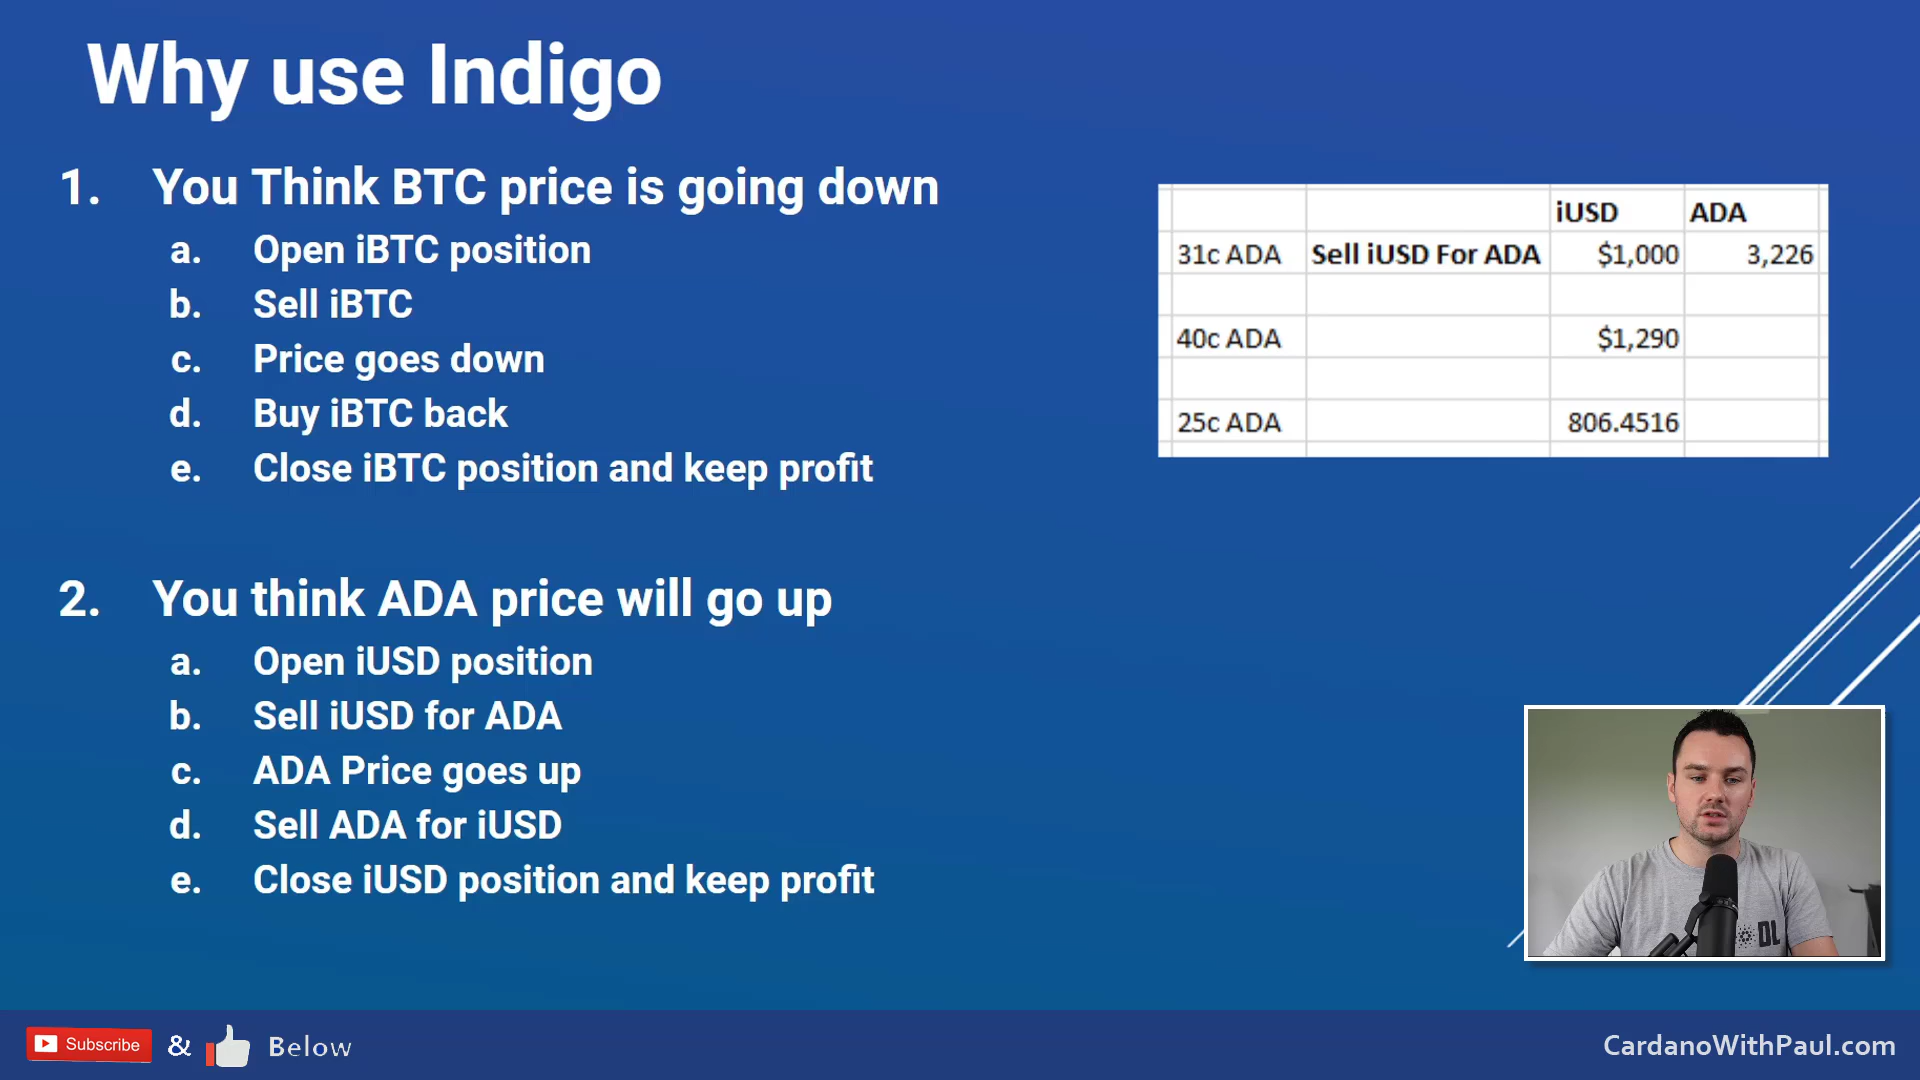 Why use Indigo
1. You Think BTC price is going down
a. Open iBTC position
b. Sell iBTC
c. Price goes down
d. Buy iBTC back
e. Close iBTC position and keep profit
2. You think ADA price will go up
a. Open iUSD position
b. Sell iUSD for ADA
c. ADA Price goes up
d. Sell ADA for iUSD
e. Close iUSD position and keep profit
iUSD ADA
31c ADA Sell iUSD For ADA $1,000 3,226
40c ADA $1,290
25c ADA 806.4516
DL
Subscribe & Below
CardanoWithPaul.com